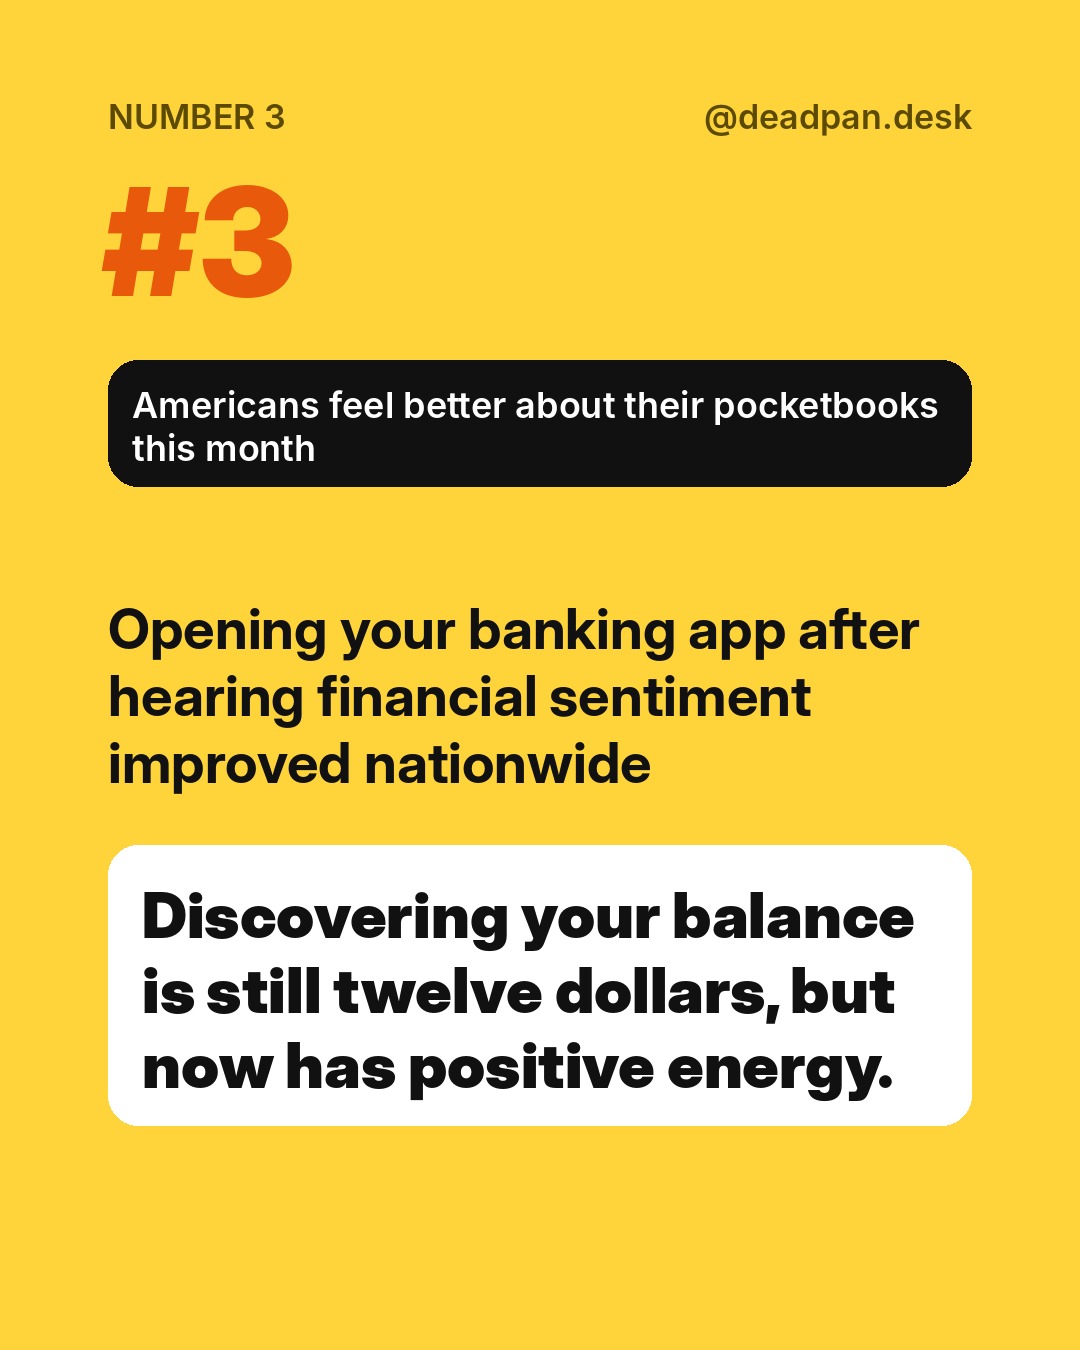 NUMBER 3
@deadpan.desk
#3
Americans feel better about their pocketbooks
this month
Opening your banking app after
hearing financial sentiment
improved nationwide
Discovering your balance
is still twelve dollars, but
now has positive energy.